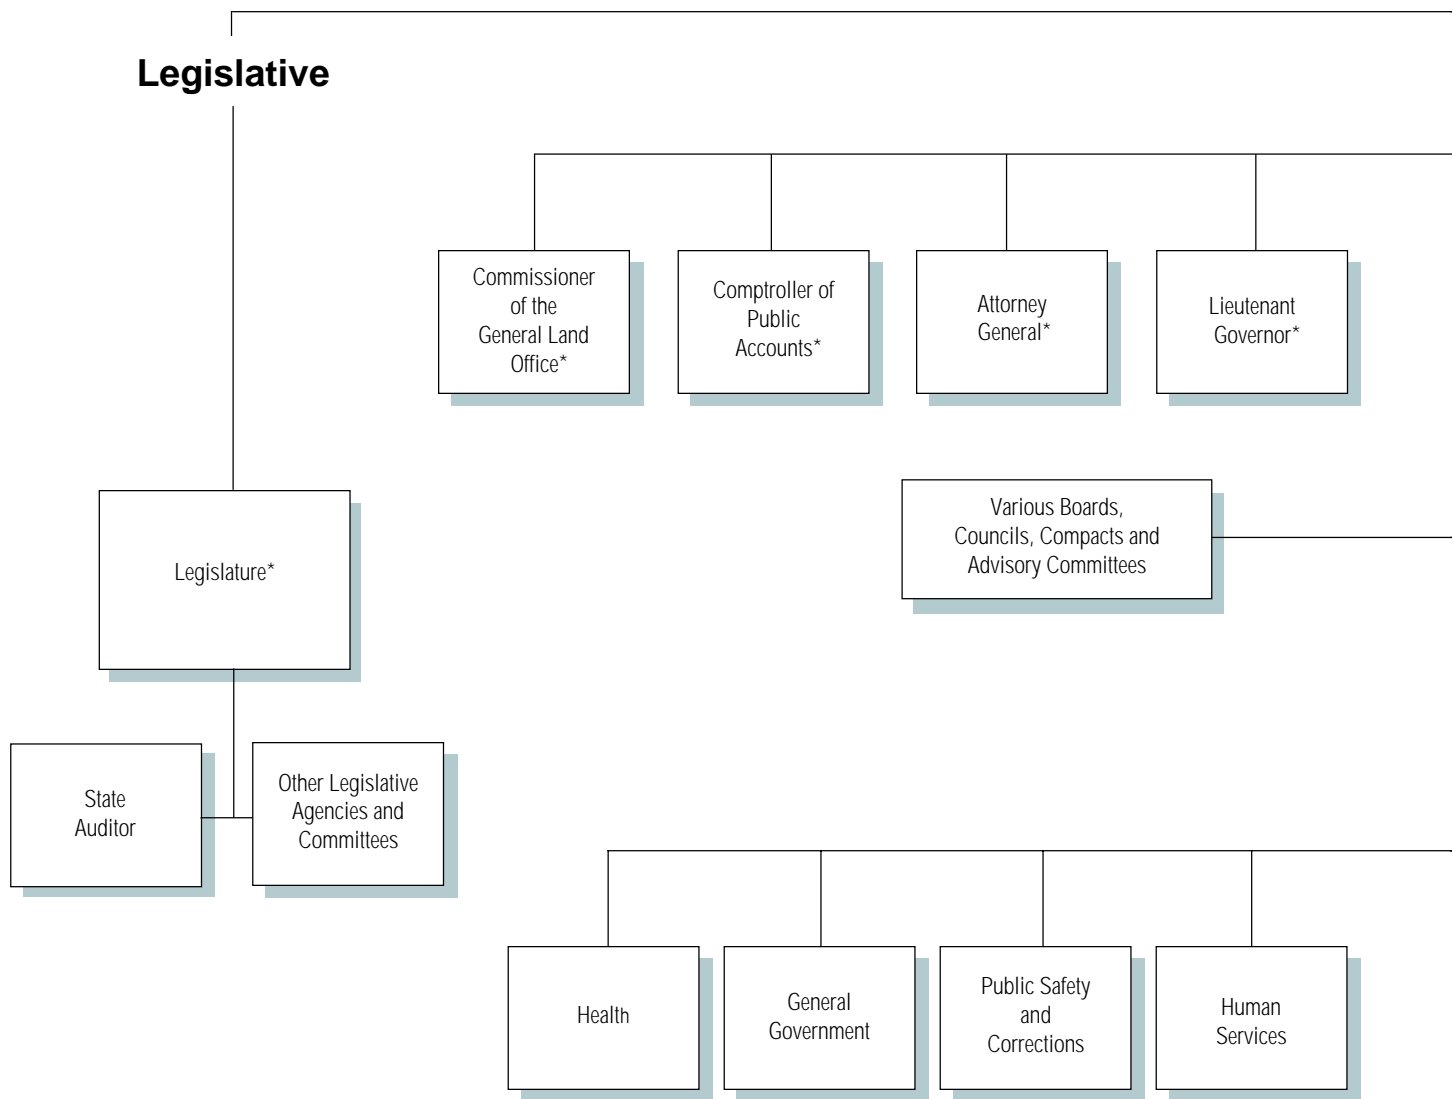 Legislative
Commissioner
of the
General Land
Office*
Comptroller of
Public
Accounts*
Attorney
General*
Lieutenant
Governor*
Various Boards,
Councils, Compacts and
Advisory Committees
Legislature*
State
Auditor
Other Legislative
Agencies and
Committees
Health
General
Government
Public Safety
and
Corrections
Human
Services